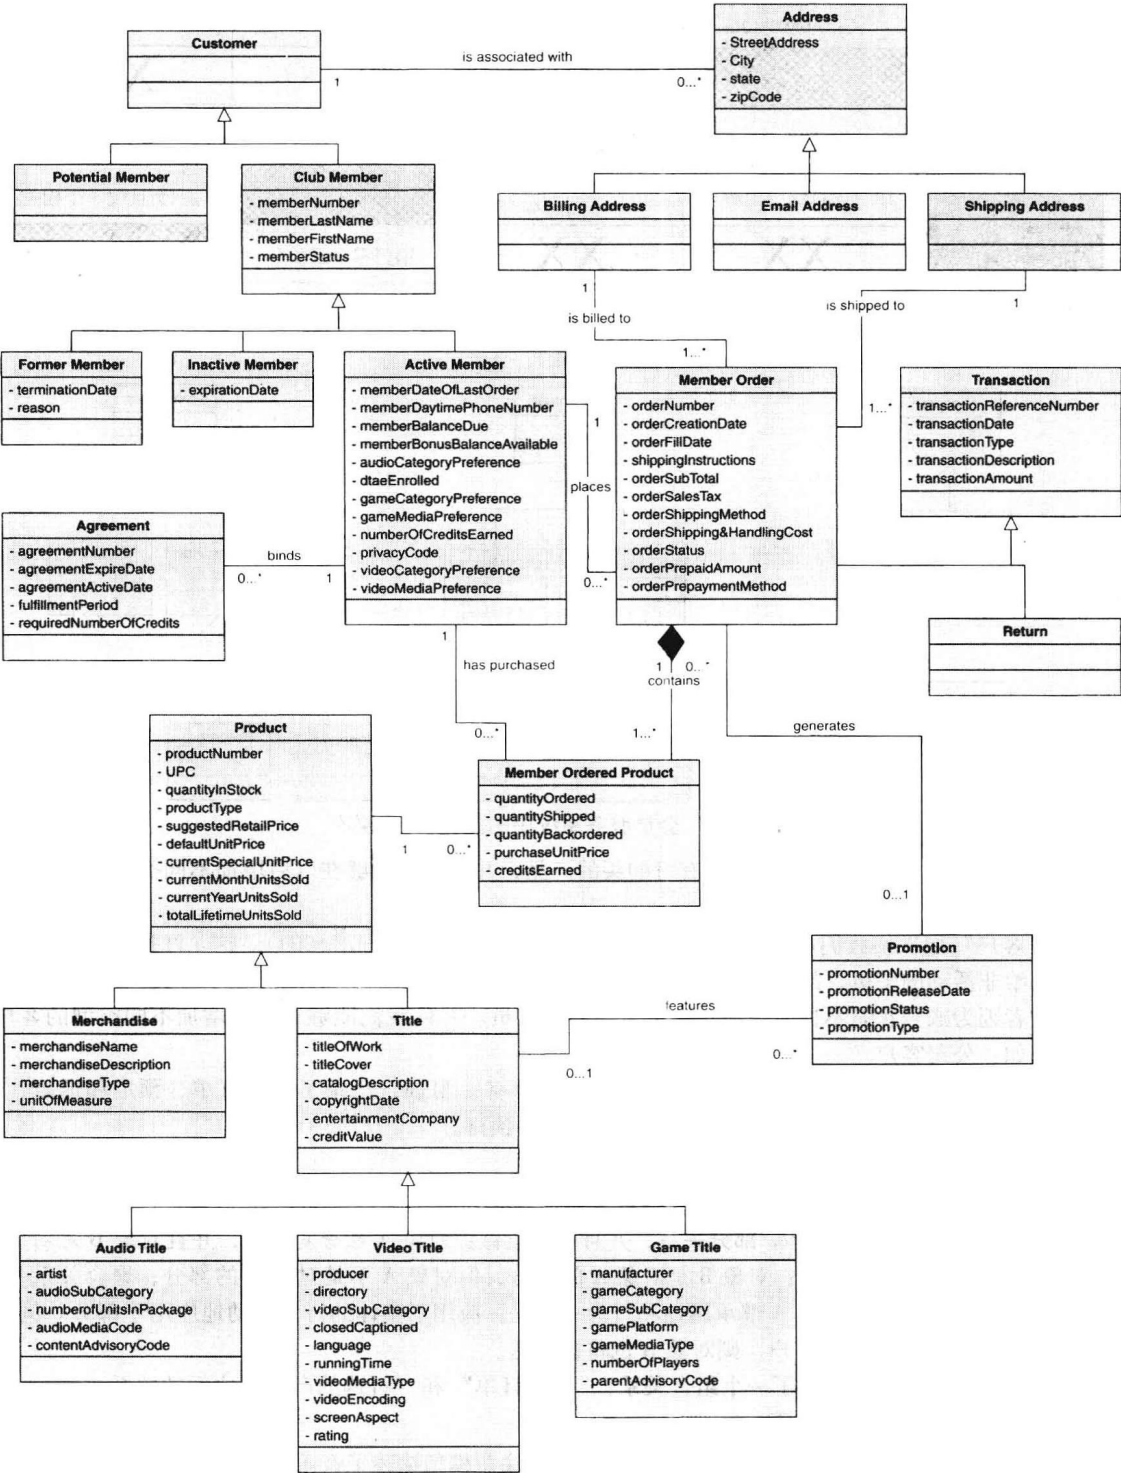 Customer
is associated with
1
0...*
Address
- StreetAddress
- City
- state
- zipCode
Potential Member
Club Member
- memberNumber
- memberLastName
- memberFirstName
- memberStatus
Billing Address
Email Address
Shipping Address
1
is billed to
1...*
is shipped to
1
1...*
Former Member
- terminationDate
- reason
Inactive Member
- expirationDate
Active Member
- memberDateOfLastOrder
- memberDaytimePhoneNumber
- memberBalanceDue
- memberBonusBalanceAvailable
- audioCategoryPreference
- dtaeEnrolled
- gameCategoryPreference
- gameMediaPreference
- numberOfCreditsEarned
- privacyCode
- videoCategoryPreference
- videoMediaPreference
1
places
0...*
Member Order
- orderNumber
- orderCreationDate
- orderFillDate
- shippingInstructions
- orderSubTotal
- orderSalesTax
- orderShippingMethod
- orderShipping&HandlingCost
- orderStatus
- orderPrepaidAmount
- orderPrepaymentMethod
Transaction
- transactionReferenceNumber
- transactionDate
- transactionType
- transactionDescription
- transactionAmount
Agreement
- agreementNumber
- agreementExpireDate
- agreementActiveDate
- fulfillmentPeriod
- requiredNumberOfCredits
binds
0...*
1
Return
1
has purchased
0...*
1
0...*
contains
1...*
generates
0...1
Product
- productNumber
- UPC
- quantityInStock
- productType
- suggestedRetailPrice
- defaultUnitPrice
- currentSpecialUnitPrice
- currentMonthUnitsSold
- currentYearUnitsSold
- totalLifetimeUnitsSold
1
0...*
Member Ordered Product
- quantityOrdered
- quantityShipped
- quantityBackordered
- purchaseUnitPrice
- creditsEarned
Promotion
- promotionNumber
- promotionReleaseDate
- promotionStatus
- promotionType
features
0...1
0...*
Merchandise
- merchandiseName
- merchandiseDescription
- merchandiseType
- unitOfMeasure
Title
- titleOfWork
- titleCover
- catalogDescription
- copyrightDate
- entertainmentCompany
- creditValue
Audio Title
- artist
- audioSubCategory
- numberofUnitsInPackage
- audioMediaCode
- contentAdvisoryCode
Video Title
- producer
- directory
- videoSubCategory
- closedCaptioned
- language
- runningTime
- videoMediaType
- videoEncoding
- screenAspect
- rating
Game Title
- manufacturer
- gameCategory
- gameSubCategory
- gamePlatform
- gameMediaType
- numberOfPlayers
- parentAdvisoryCode